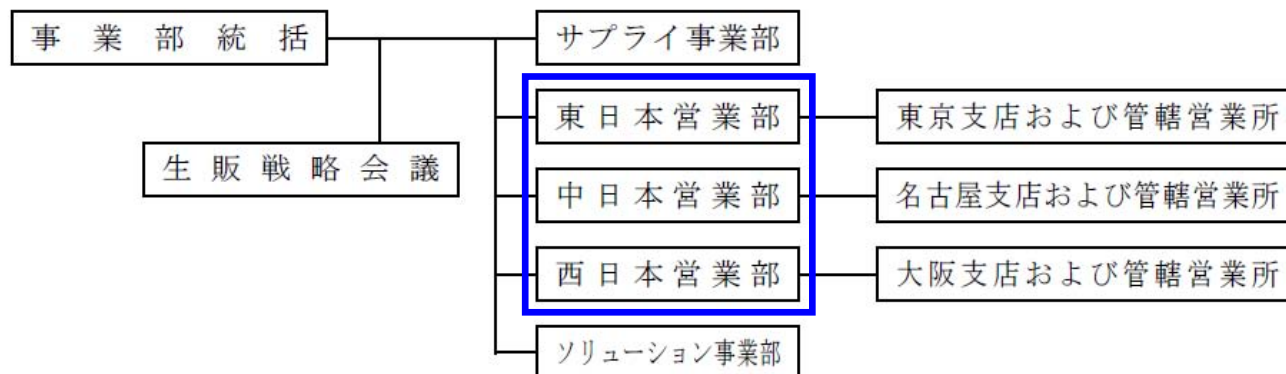 事業部統括
サプライ事業部
東日本営業部
東京支店および管轄営業所
生販戦略会議
中日本営業部
名古屋支店および管轄営業所
西日本営業部
大阪支店および管轄営業所
ソリューション事業部